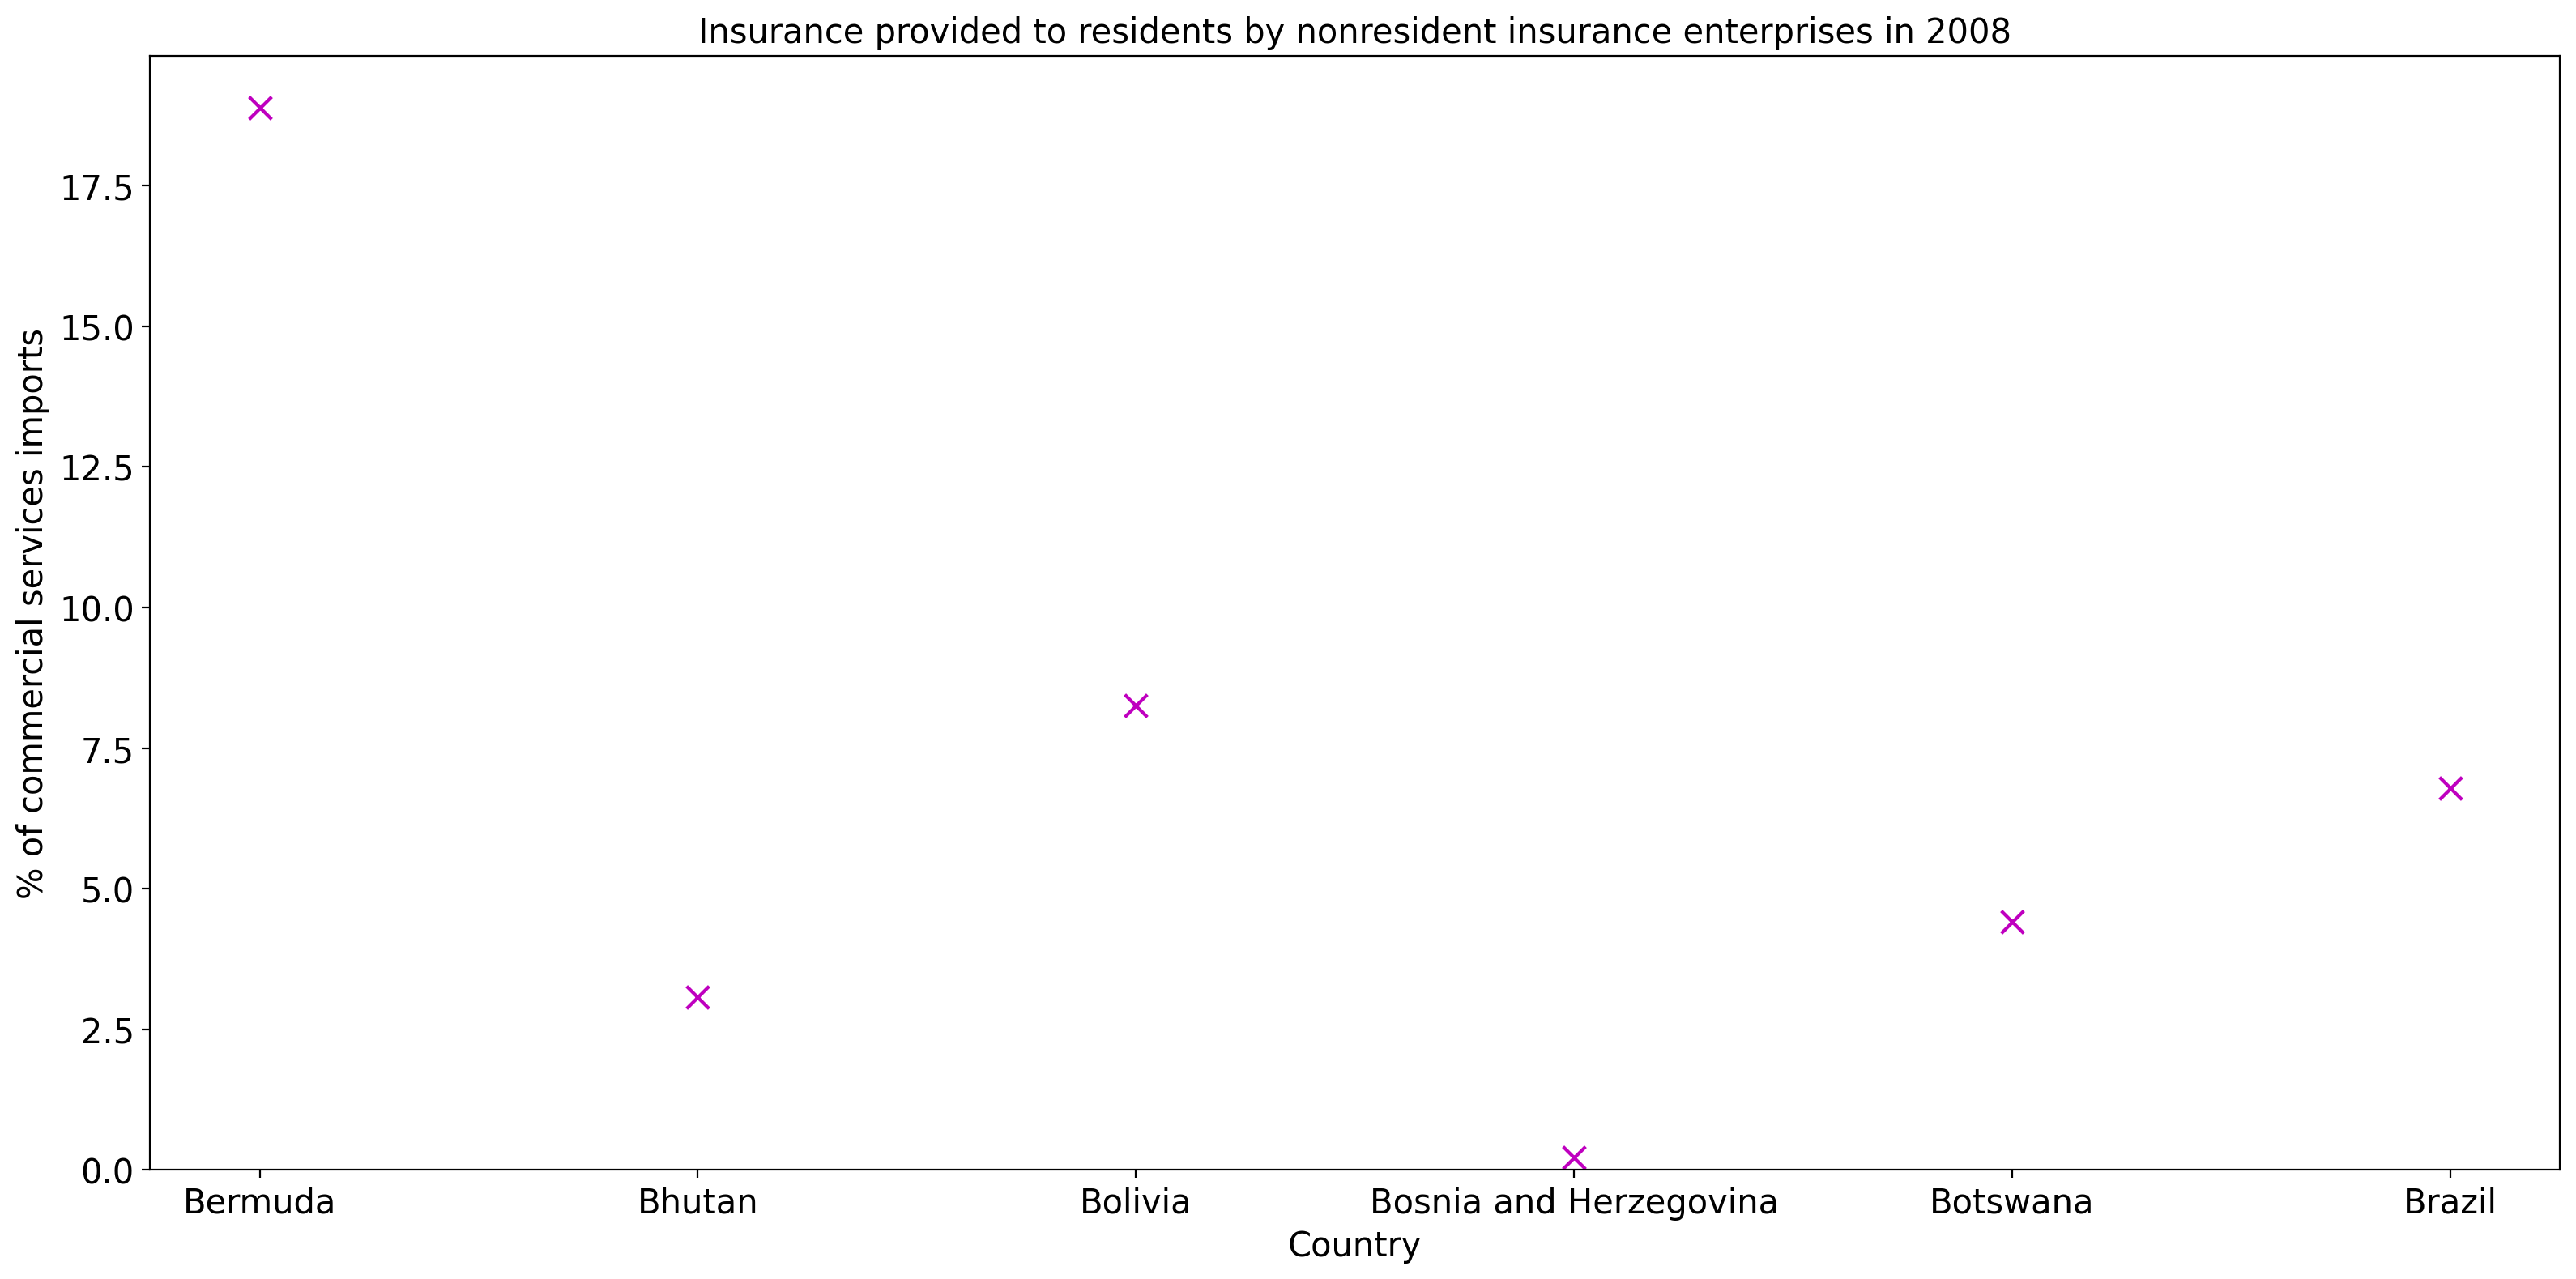 Insurance provided to residents by nonresident insurance enterprises in 2008
% of commercial services imports
17.5
15.0
12.5
10.0
7.5
5.0
2.5
0.0
Bermuda
Bhutan
Bolivia
Bosnia and Herzegovina
Botswana
Brazil
Country